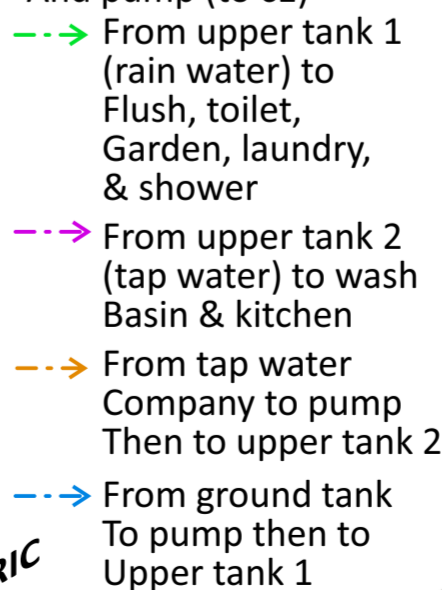 From upper tank 1
(rain water) to
Flush, toilet,
Garden, laundry,
& shower
From upper tank 2
(tap water) to wash
Basin & kitchen
From tap water
Company to pump
Then to upper tank 2
From ground tank
To pump then to
Upper tank 1